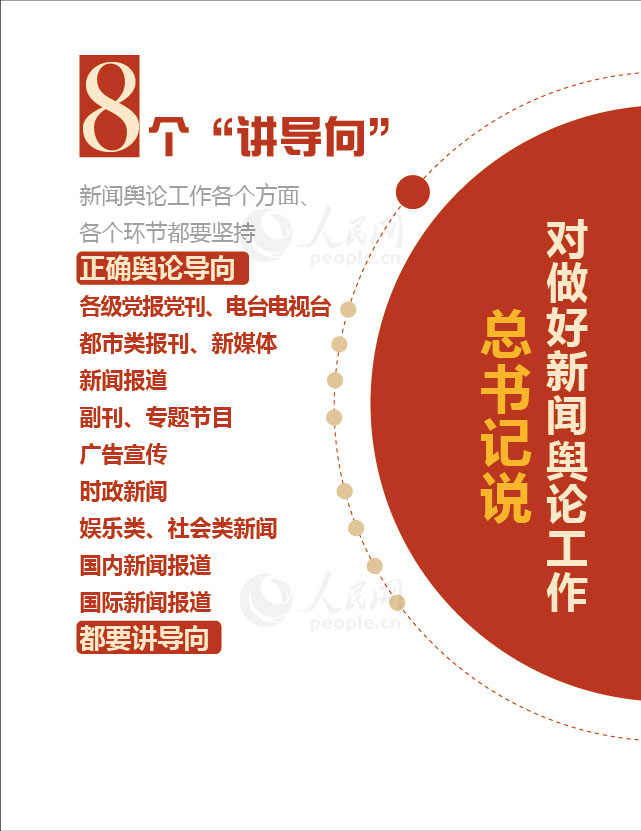 8个“讲导向”
新闻舆论工作各个方面、
各个环节都要坚持
正确舆论导向
各级党报党刊、电台电视台
都市类报刊、新媒体
新闻报道
副刊、专题节目
广告宣传
时政新闻
娱乐类、社会类新闻
国内新闻报道
国际新闻报道
都要讲导向
对做好新闻舆论工作
总书记说
人民网
people.cn
人民网
people.cn